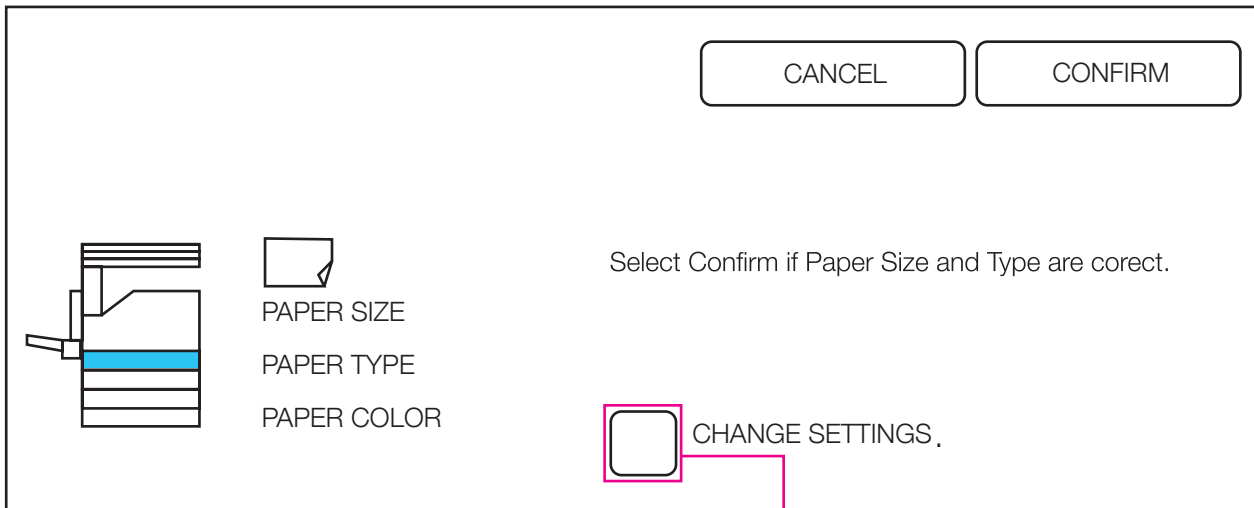 CANCEL
CONFIRM
Select Confirm if Paper Size and Type are corect.
PAPER SIZE
PAPER TYPE
PAPER COLOR
CHANGE SETTINGS.